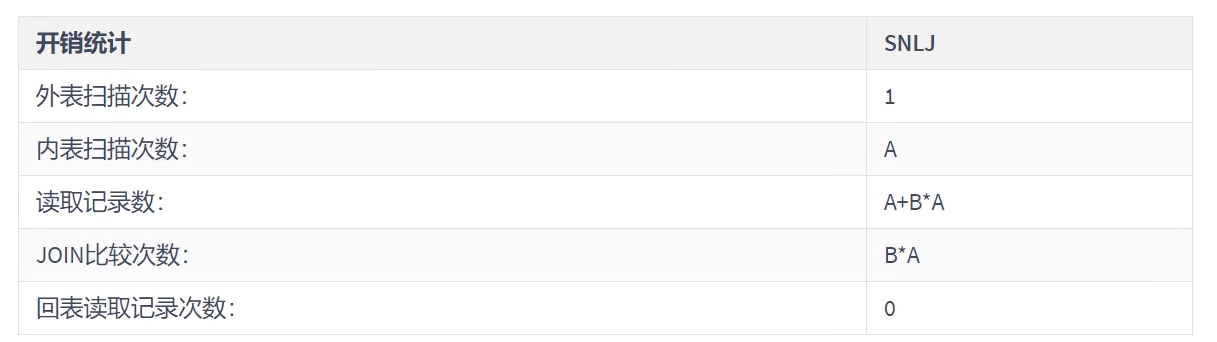 开销统计 SNLJ
外表扫描次数: 1
内表扫描次数: A
读取记录数: A+B*A
JOIN比较次数: B*A
回表读取记录次数: 0